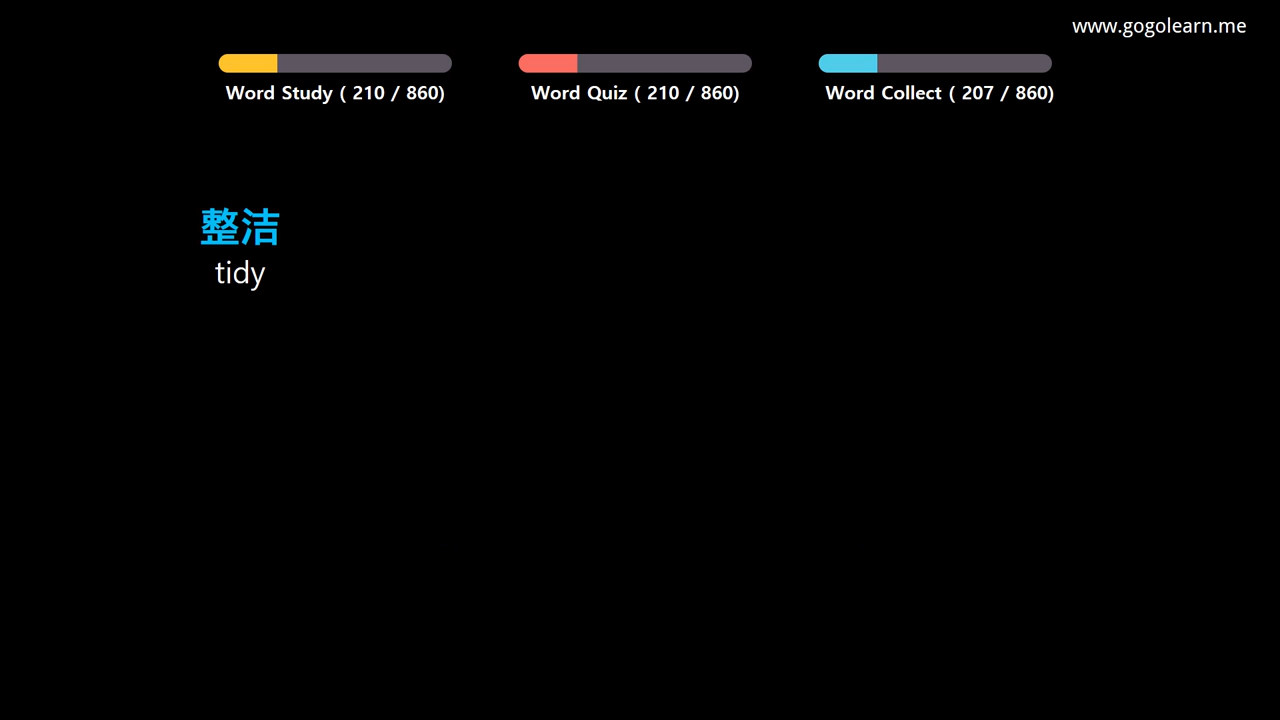 www.gogolearn.me
Word Study ( 210 / 860)
Word Quiz ( 210 / 860)
Word Collect ( 207 / 860)
整洁
tidy